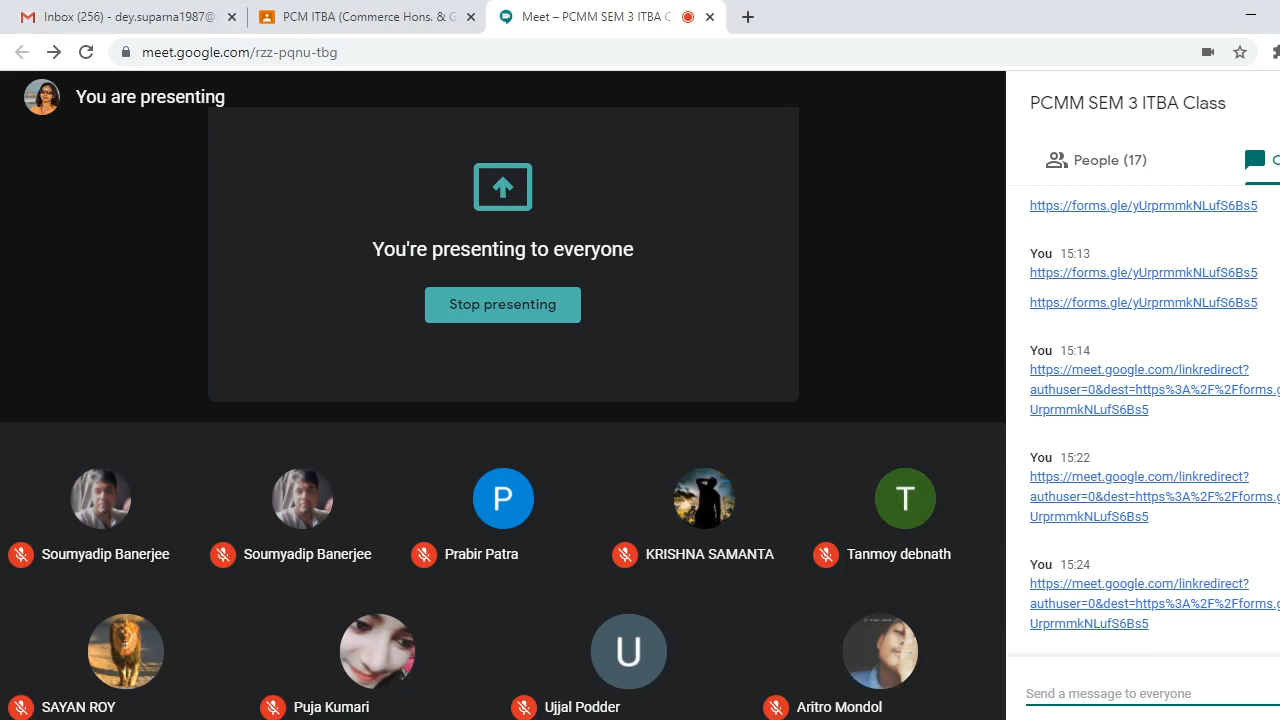 Inbox (256) - dey.suparna1987@
PCM ITBA (Commerce Hons. & G
Meet – PCMM SEM 3 ITBA C
meet.google.com/rzz-pqnu-tbg
You are presenting
You're presenting to everyone
Stop presenting
Soumyadip Banerjee
Soumyadip Banerjee
P
Prabir Patra
KRISHNA SAMANTA
T
Tanmoy debnath
SAYAN ROY
Puja Kumari
U
Ujjal Podder
Aritro Mondol
PCMM SEM 3 ITBA Class
People (17)
C
https://forms.gle/yUrprmmkNLufS6Bs5
You 15:13
https://forms.gle/yUrprmmkNLufS6Bs5
https://forms.gle/yUrprmmkNLufS6Bs5
You 15:14
https://meet.google.com/linkredirect?
authuser=0&dest=https%3A%2F%2Fforms.g
UrprmmkNLufS6Bs5
You 15:22
https://meet.google.com/linkredirect?
authuser=0&dest=https%3A%2F%2Fforms.g
UrprmmkNLufS6Bs5
You 15:24
https://meet.google.com/linkredirect?
authuser=0&dest=https%3A%2F%2Fforms.g
UrprmmkNLufS6Bs5
Send a message to everyone